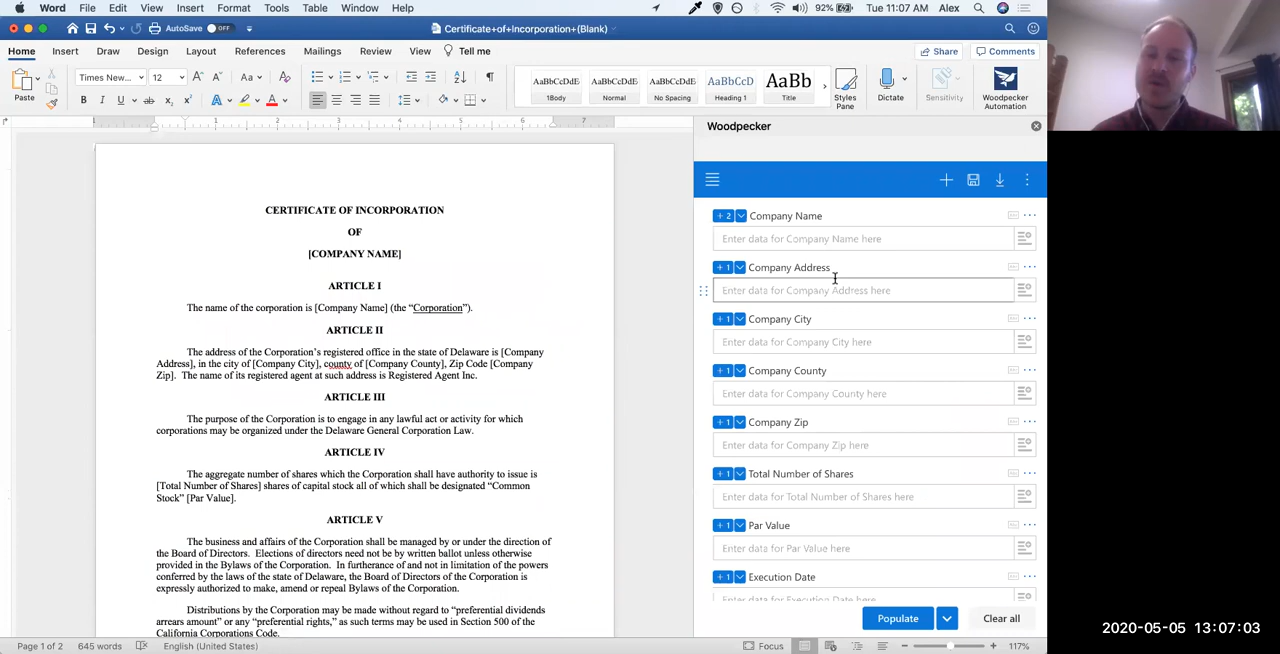 Word File Edit View Insert Format Tools Table Window Help 92% Tue 11:07 AM Alex
AutoSave OFF Certificate+of+Incorporation+(Blank)
Home Insert Draw Design Layout References Mailings Review View Tell me Share Comments
Paste
Times New... 12 A^ Aa
B I U ab x₂ x² A A
AaBbCcDdE 1Body
AaBbCcDdE Normal
AaBbCcDdE No Spacing
AaBbCcD Heading 1
AaBb Title
Styles Pane
Dictate
Sensitivity
Woodpecker Automation
1 1 2 3 4 5 6 7
CERTIFICATE OF INCORPORATION
OF
[COMPANY NAME]
ARTICLE I
The name of the corporation is [Company Name] (the “Corporation”).
ARTICLE II
The address of the Corporation’s registered office in the state of Delaware is [Company
Address], in the city of [Company City], county of [Company County], Zip Code [Company
Zip]. The name of its registered agent at such address is Registered Agent Inc.
ARTICLE III
The purpose of the Corporation is to engage in any lawful act or activity for which
corporations may be organized under the Delaware General Corporation Law.
ARTICLE IV
The aggregate number of shares which the Corporation shall have authority to issue is
[Total Number of Shares] shares of capital stock all of which shall be designated “Common
Stock” [Par Value].
ARTICLE V
The business and affairs of the Corporation shall be managed by or under the direction of
the Board of Directors. Elections of directors need not be by written ballot unless otherwise
provided in the Bylaws of the Corporation. In furtherance of and not in limitation of the powers
conferred by the laws of the state of Delaware, the Board of Directors of the Corporation is
expressly authorized to make, amend or repeal Bylaws of the Corporation.
Distributions by the Corporation may be made without regard to “preferential dividends
arrears amount” or any “preferential rights,” as such terms may be used in Section 500 of the
California Corporations Code.
Woodpecker
+ 2 Company Name
Enter data for Company Name here
+ 1 Company Address
Enter data for Company Address here
+ 1 Company City
Enter data for Company City here
+ 1 Company County
Enter data for Company County here
+ 1 Company Zip
Enter data for Company Zip here
+ 1 Total Number of Shares
Enter data for Total Number of Shares here
+ 1 Par Value
Enter data for Par Value here
+ 1 Execution Date
Enter data for Execution Date here
Populate Clear all
Page 1 of 2 645 words English (United States) Focus 117%
2020-05-05 13:07:03